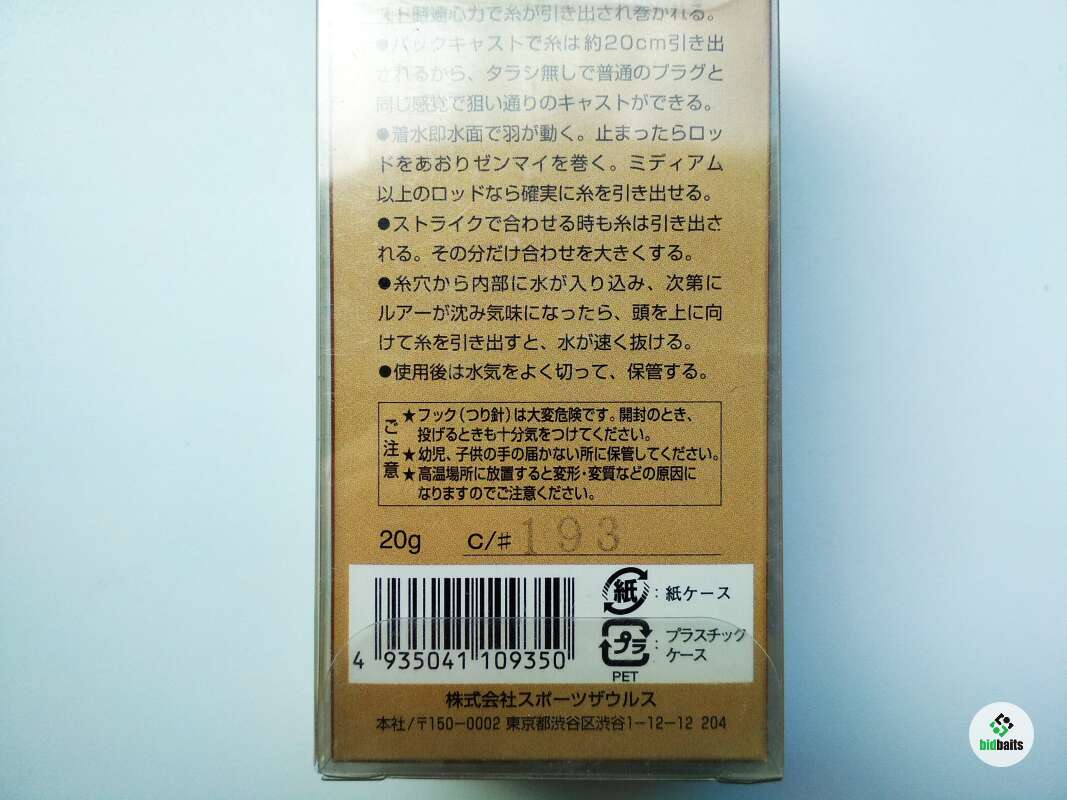 スト時遠心力で糸が引き出され巻かれる。
●バックキャストで糸は約20cm引き出
されるから、タラシ無しで普通のプラグと
同じ感覚で狙い通りのキャストができる。
●着水即水面で羽が動く。止まったらロッ
ドをあおりゼンマイを巻く。ミディアム
以上のロッドなら確実に糸を引き出せる。
●ストライクで合わせる時も糸は引き出さ
れる。その分だけ合わせを大きくする。
●糸穴から内部に水が入り込み、次第に
ルアーが沈み気味になったら、頭を上に向
けて糸を引き出すと、水が速く抜ける。
●使用後は水気をよく切って、保管する。
ご注意
★フック(つり針)は大変危険です。開封のとき、
投げるときも十分気をつけてください。
★幼児、子供の手の届かない所に保管してください。
★高温場所に放置すると変形・変質などの原因に
なりますのでご注意ください。
20g C/# 193
紙:紙ケース
プラ:プラスチック
ケース
PET
4 935041 109350
株式会社スポーツザウルス
本社/〒150-0002 東京都渋谷区渋谷1-12-12 204
bidbaits